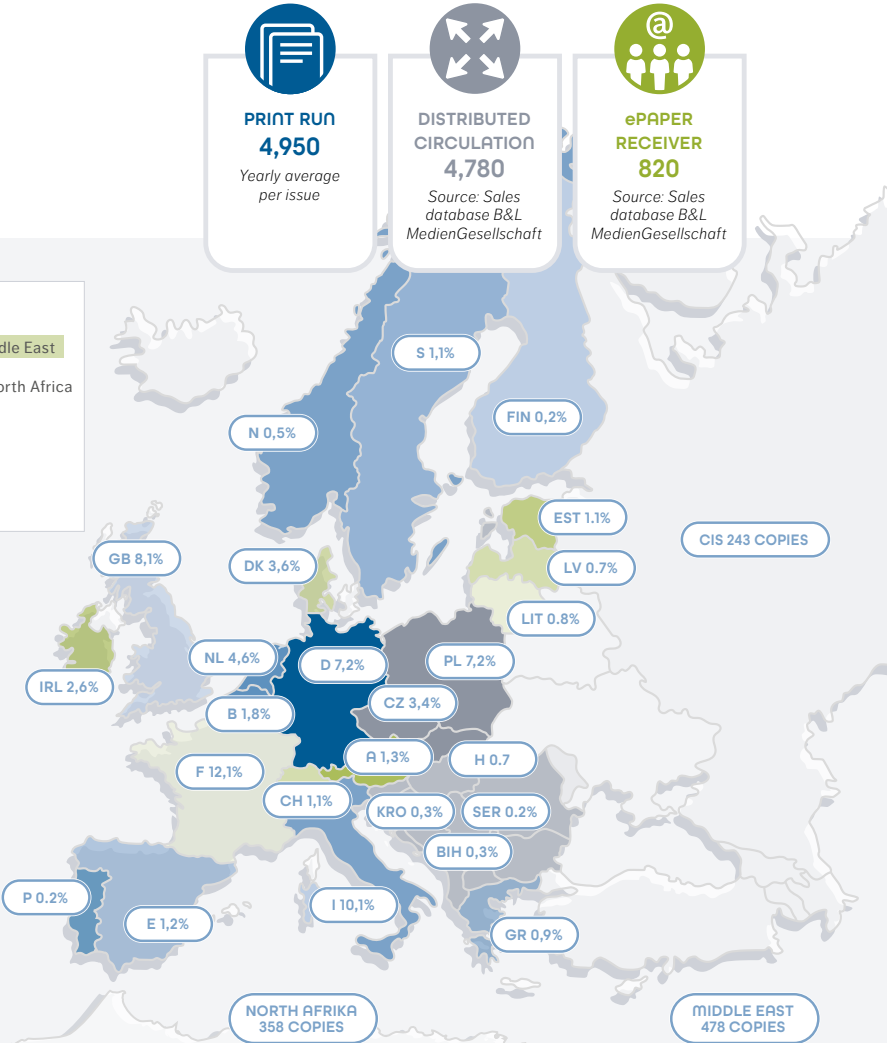 @
PRINT RUN
4,950
Yearly average
per issue
DISTRIBUTED
CIRCULATION
4,780
Source: Sales
database B&L
MedienGesellschaft
ePAPER
RECEIVER
820
Source: Sales
database B&L
MedienGesellschaft
East
Africa
S 1,1%
FIN 0,2%
N 0,5%
EST 1.1%
CIS 243 COPIES
GB 8,1%
DK 3,6%
LV 0.7%
LIT 0.8%
NL 4,6%
D 7,2%
PL 7,2%
IRL 2,6%
CZ 3,4%
B 1,8%
A 1,3%
H 0.7
F 12,1%
CH 1,1%
KRO 0,3%
SER 0.2%
BIH 0,3%
P 0.2%
I 10,1%
E 1,2%
GR 0,9%
NORTH AFRIKA
358 COPIES
MIDDLE EAST
478 COPIES